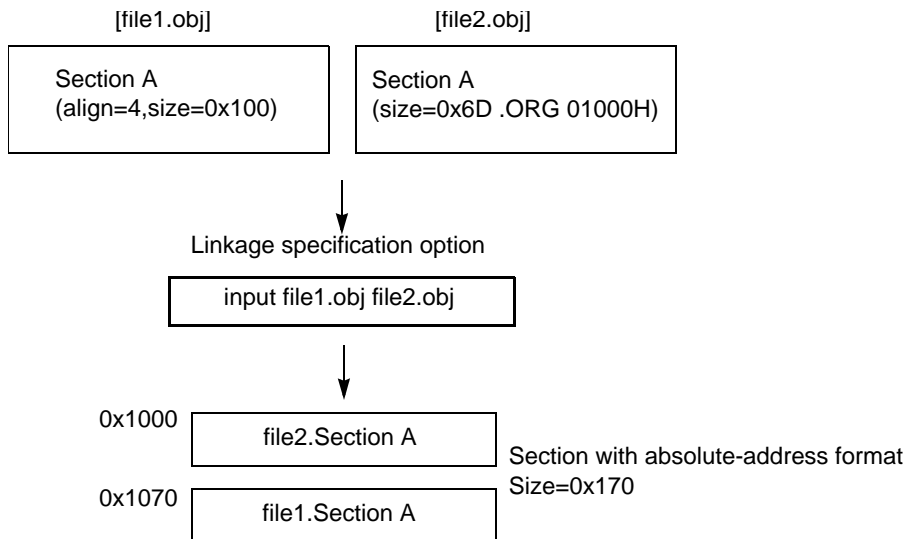 [file1.obj] [file2.obj]
Section A
(align=4,size=0x100)
Section A
(size=0x6D .ORG 01000H)
Linkage specification option
input file1.obj file2.obj
0x1000
file2.Section A
Section with absolute-address format
Size=0x170
0x1070
file1.Section A